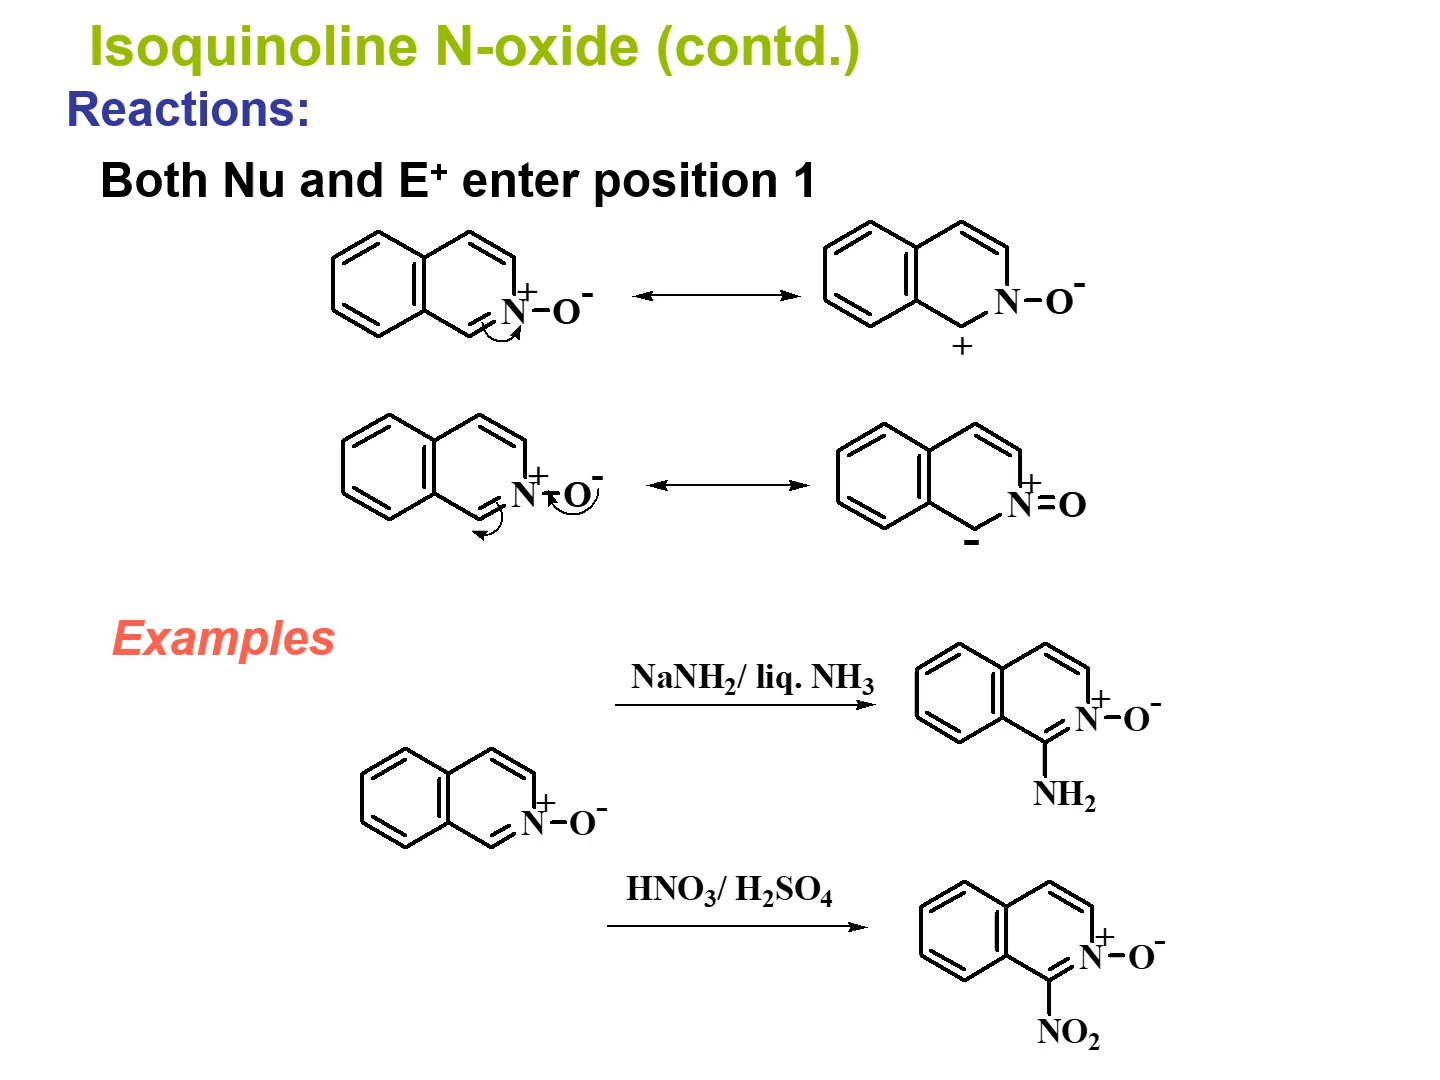 Isoquinoline N-oxide (contd.)
Reactions:
Both Nu and E⁺ enter position 1
N⁺–O⁻
N–O⁻
+
N⁺–O⁻
N⁺=O
-
Examples
NaNH₂/ liq. NH₃
N⁺–O⁻
NH₂
N⁺–O⁻
HNO₃/ H₂SO₄
N⁺–O⁻
NO₂